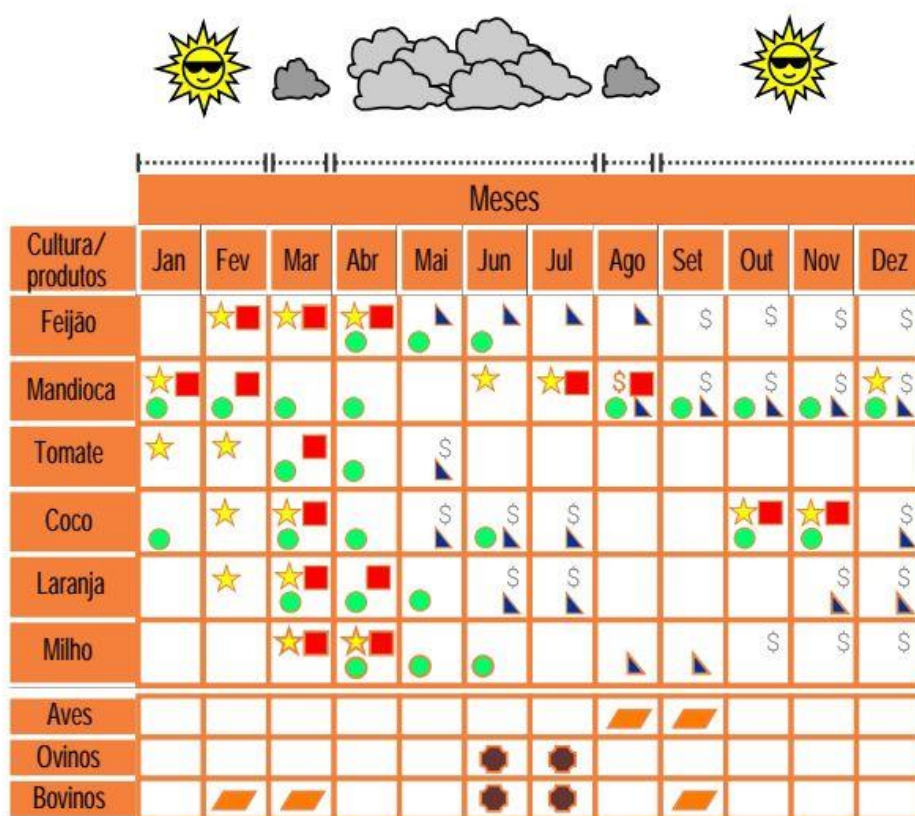 Meses
Cultura/
produtos
Jan Fev Mar Abr Mai Jun Jul Ago Set Out Nov Dez
Feijão $ $ $ $
Mandioca $ $ $ $ $
Tomate $
Coco $ $ $ $
Laranja $ $ $ $
Milho $ $ $
Aves
Ovinos
Bovinos